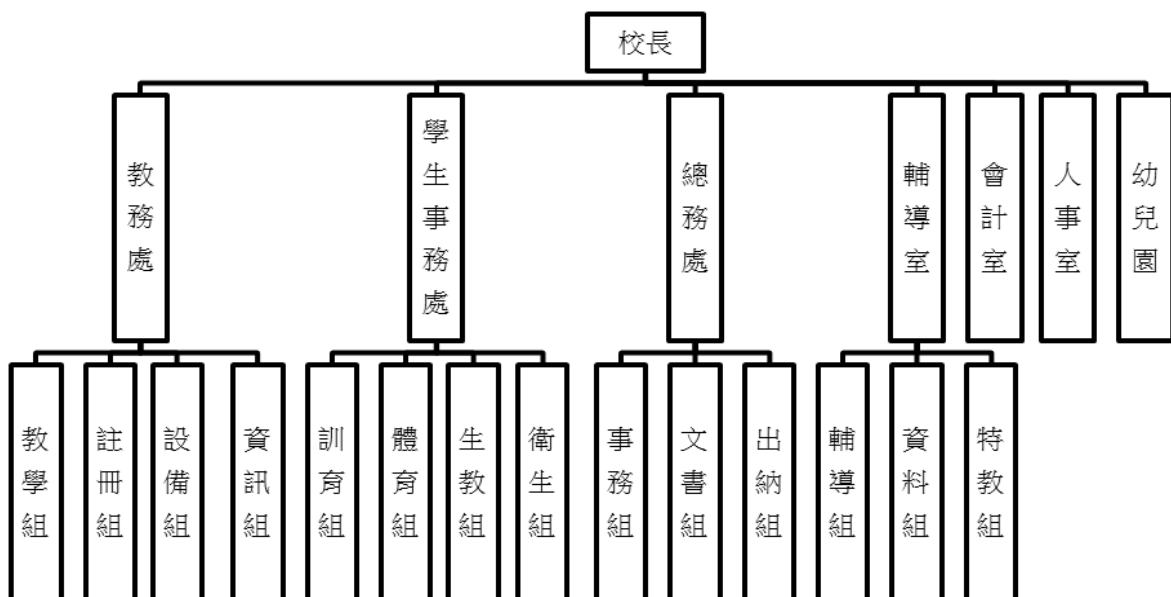 校長
教務處
學生事務處
總務處
輔導室
會計室
人事室
幼兒園
教學組
註冊組
設備組
資訊組
訓育組
體育組
生教組
衛生組
事務組
文書組
出納組
輔導組
資料組
特教組